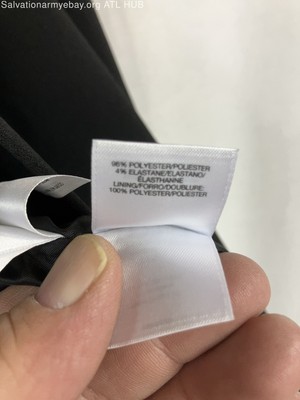 Salvationarmyebay.org ATL HUB
96% POLYESTER/POLIESTER
4% ELASTANE/ELASTANO/
ÉLASTHANNE
LINING/FORRO/DOUBLURE:
100% POLYESTER/POLIESTER